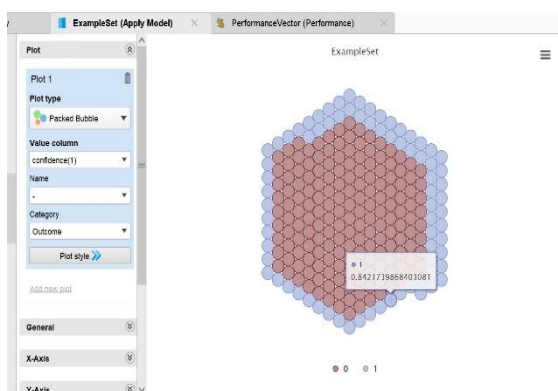 y
ExampleSet (Apply Model)
PerformanceVector (Performance)
Plot
Plot 1
Plot type
Packed Bubble
Value column
confidence(1)
Name
-
Category
Outcome
Plot style
Add new plot
General
X-Axis
Y-Axis
ExampleSet
1
0.8421739868403081
0 1